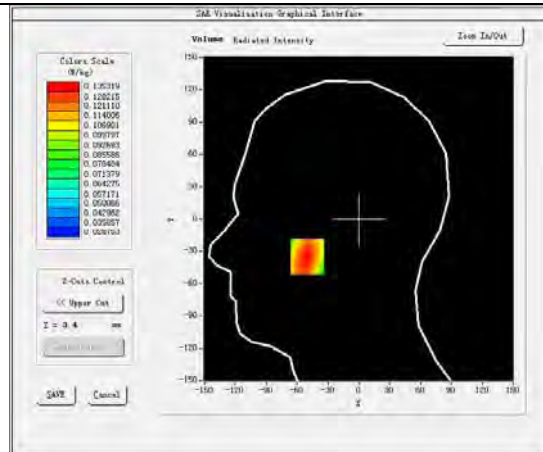 SAR Visualisation Graphical Interface
Volume Radiated Intensity
Zoom In/Out
Colors Scale
(W/kg)
0.135319
0.128215
0.121110
0.114006
0.106901
0.099797
0.092693
0.085588
0.078484
0.071379
0.064275
0.057171
0.050066
0.042962
0.035857
0.028753
Z-Cuts Control
<< Upper Cut
Z = 3.4 mm
SAVE
Cancel
150
120
90
60
30
0
-30
-60
-90
-120
-150
Y
-150 -120 -90 -60 -30 0 30 60 90 120 150
X